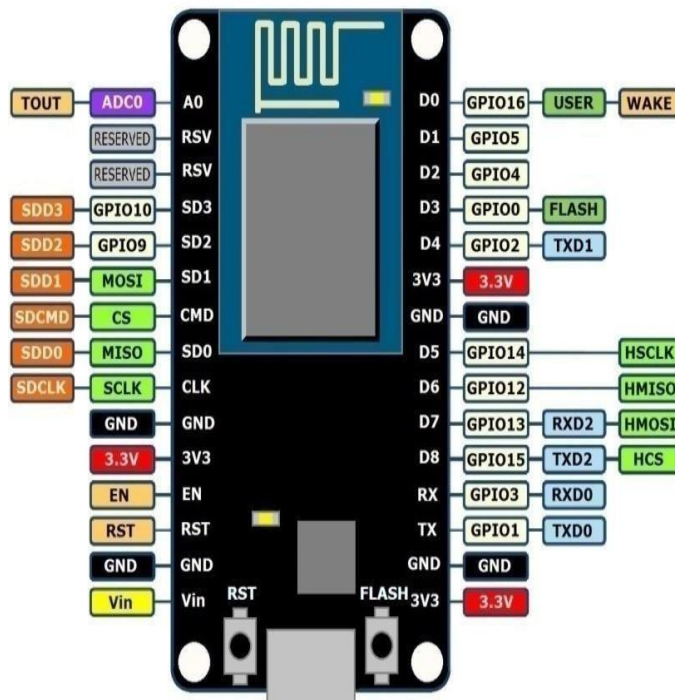 TOUT ADC0 A0 D0 GPIO16 USER WAKE
RESERVED RSV D1 GPIO5
RESERVED RSV D2 GPIO4
SDD3 GPIO10 SD3 D3 GPIO0 FLASH
SDD2 GPIO9 SD2 D4 GPIO2 TXD1
SDD1 MOSI SD1 3V3 3.3V
SDCMD CS CMD GND GND
SDD0 MISO SD0 D5 GPIO14 HSCLK
SDCLK SCLK CLK D6 GPIO12 HMISO
GND GND D7 GPIO13 RXD2 HMOSI
3.3V 3V3 D8 GPIO15 TXD2 HCS
EN EN RX GPIO3 RXD0
RST RST TX GPIO1 TXD0
GND GND GND GND
Vin Vin RST FLASH 3V3 3.3V